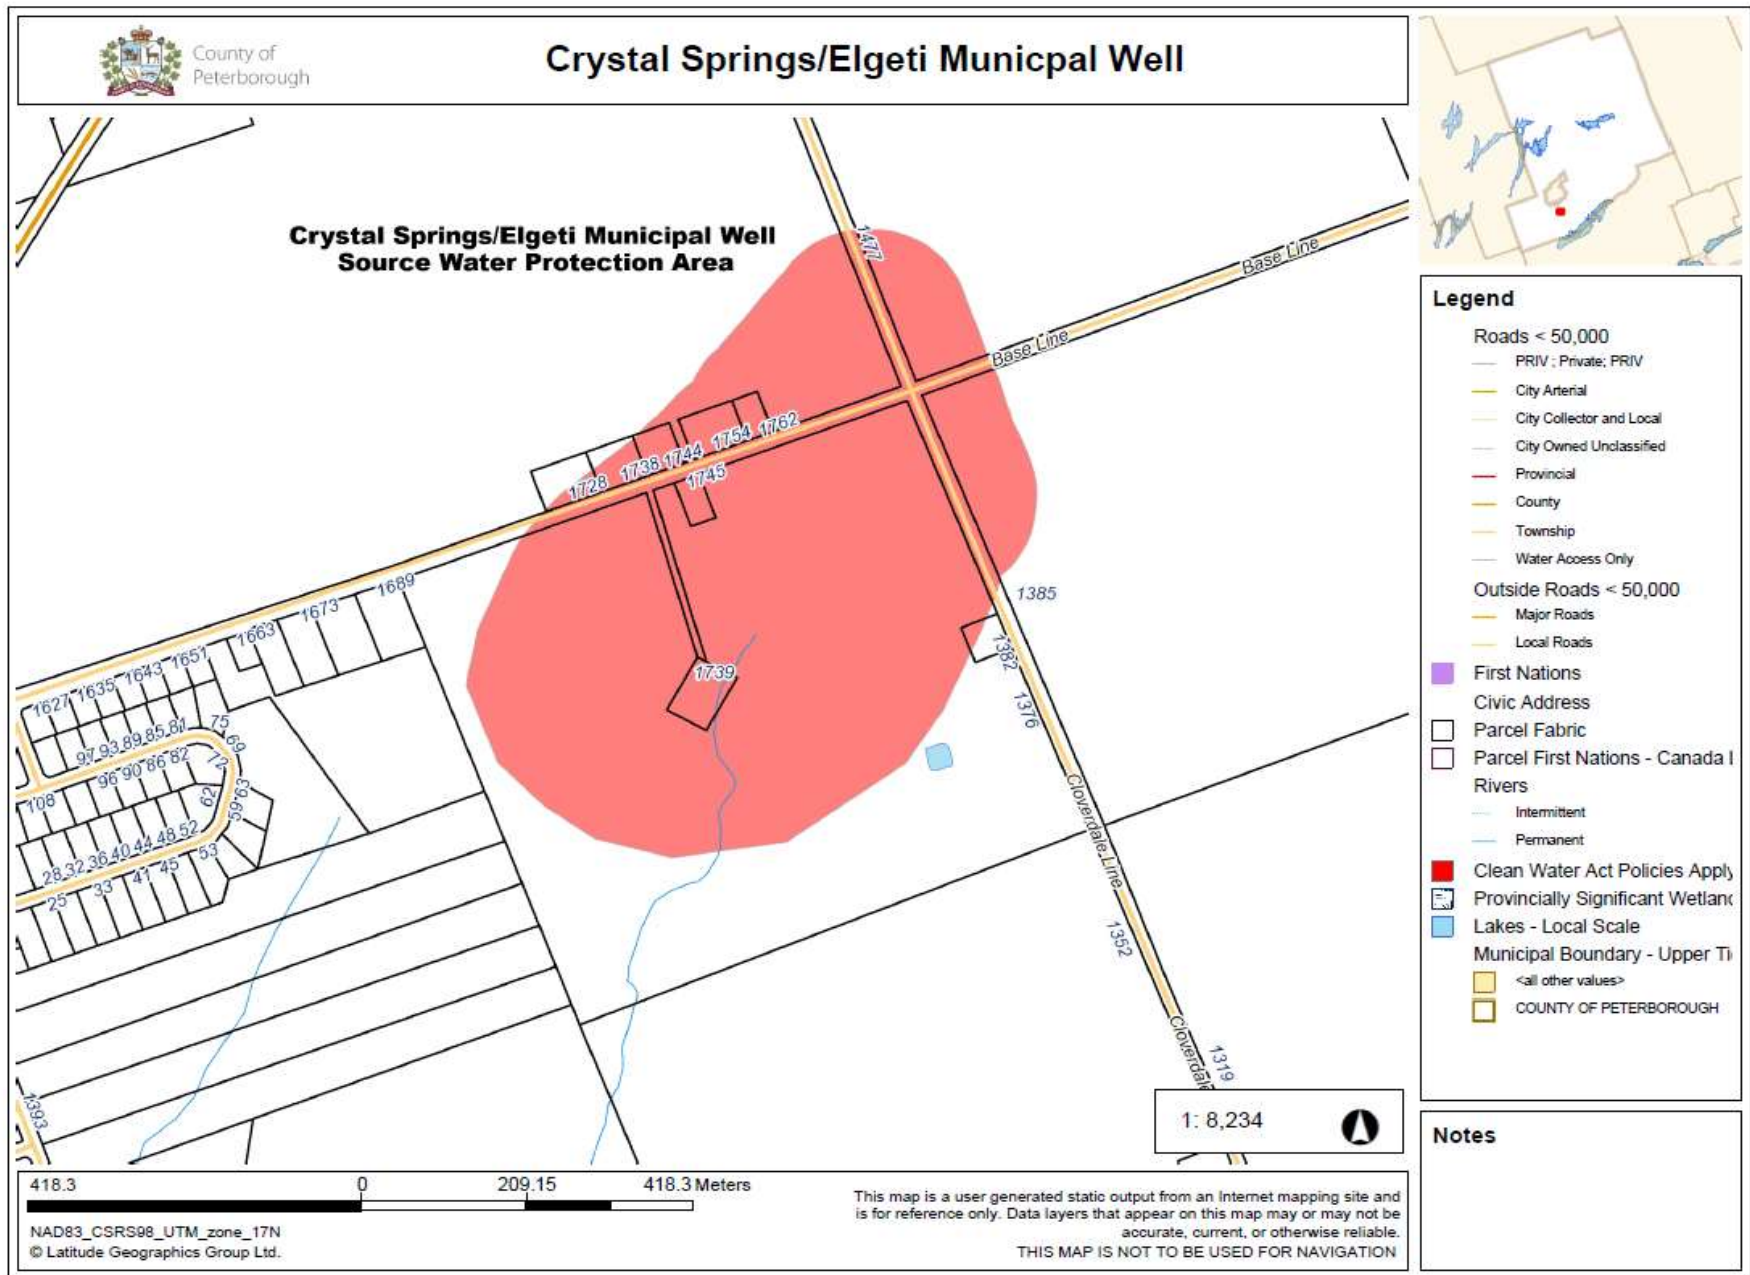 County of
Peterborough
Crystal Springs/Elgeti Municpal Well
Crystal Springs/Elgeti Municipal Well
Source Water Protection Area
1477
Base Line
Base Line
1762
1754
1744
1738
1728
1745
1739
1689
1673
1663
1651
1643
1635
1627
1385
1382
1376
75
69
81
85
89
93
97
72
63
59
62
82
86
90
96
108
52
48
44
40
36
32
28
53
45
41
33
25
Cloverdale Line
1352
Cloverdale
1319
1393
1: 8,234
Legend
Roads < 50,000
PRIV ; Private; PRIV
City Arterial
City Collector and Local
City Owned Unclassified
Provincial
County
Township
Water Access Only
Outside Roads < 50,000
Major Roads
Local Roads
First Nations
Civic Address
Parcel Fabric
Parcel First Nations - Canada L
Rivers
Intermittent
Permanent
Clean Water Act Policies Apply
Provincially Significant Wetland
Lakes - Local Scale
Municipal Boundary - Upper Ti
<all other values>
COUNTY OF PETERBOROUGH
Notes
418.3 0 209.15 418.3 Meters
NAD83_CSRS98_UTM_zone_17N
© Latitude Geographics Group Ltd.
This map is a user generated static output from an Internet mapping site and
is for reference only. Data layers that appear on this map may or may not be
accurate, current, or otherwise reliable.
THIS MAP IS NOT TO BE USED FOR NAVIGATION